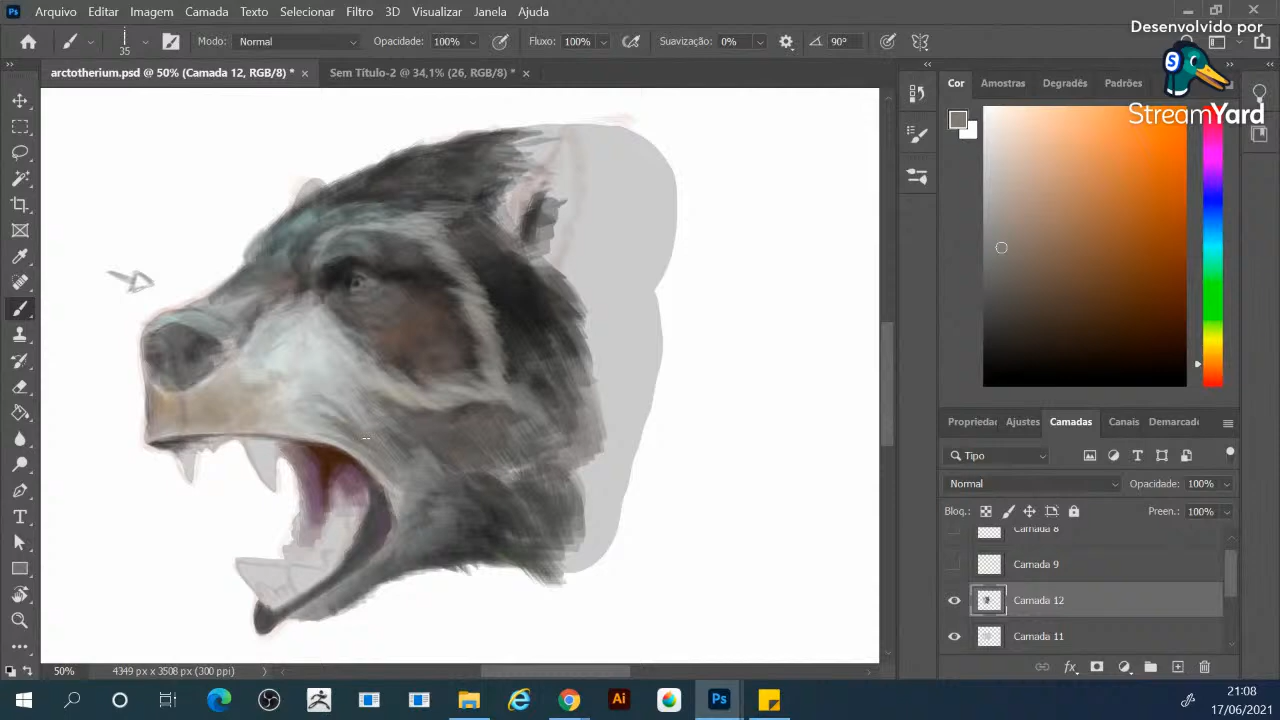 Arquivo Editar Imagem Camada Texto Selecionar Filtro 3D Visualizar Janela Ajuda
Desenvolvido por
StreamYard
35 Modo: Normal Opacidade: 100% Fluxo: 100% Suavização: 0% 90°
arctotherium.psd @ 50% (Camada 12, RGB/8) * × Sem Título-2 @ 34,1% (26, RGB/8) * ×
Cor Amostras Degradês Padrões
Propriedad Ajustes Camadas Canais Demarcadc
Tipo
Normal Opacidade: 100%
Bloq.: Preen.: 100%
Camada 8
Camada 9
Camada 12
Camada 11
50% 4349 px x 3508 px (300 ppi)
21:08
17/06/2021